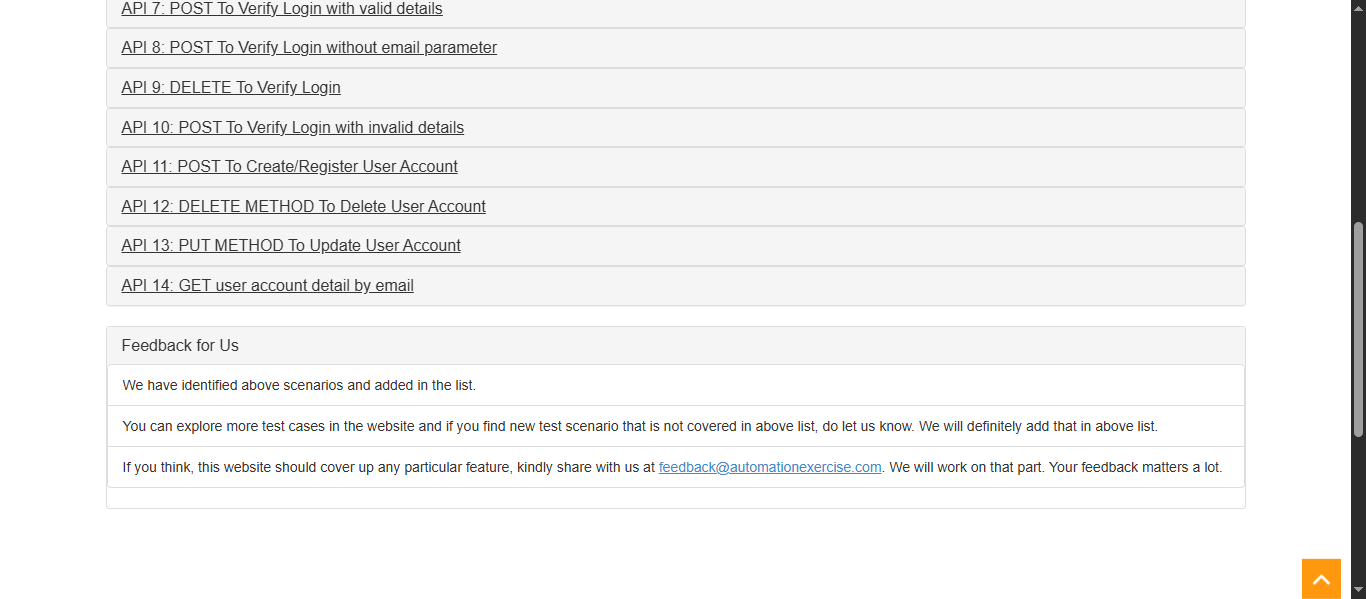 API 7: POST To Verify Login with valid details
API 8: POST To Verify Login without email parameter
API 9: DELETE To Verify Login
API 10: POST To Verify Login with invalid details
API 11: POST To Create/Register User Account
API 12: DELETE METHOD To Delete User Account
API 13: PUT METHOD To Update User Account
API 14: GET user account detail by email
Feedback for Us
We have identified above scenarios and added in the list.
You can explore more test cases in the website and if you find new test scenario that is not covered in above list, do let us know. We will definitely add that in above list.
If you think, this website should cover up any particular feature, kindly share with us at feedback@automationexercise.com. We will work on that part. Your feedback matters a lot.